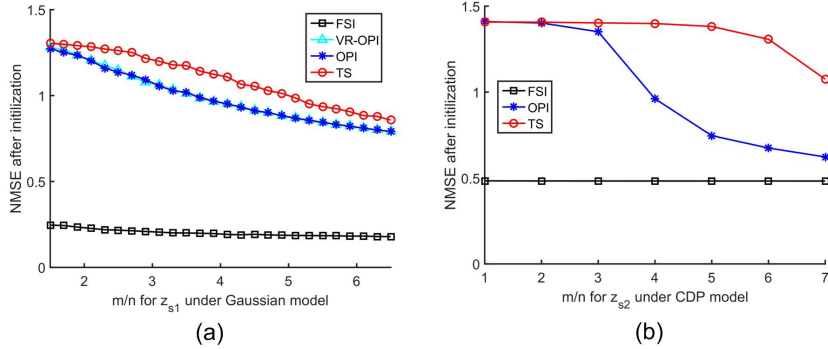 1.5
1
0.5
0
NMSE after initilization
2
3
4
5
6
m/n for z_s1 under Gaussian model
FSI
VR-OPI
OPI
TS
(a)
1.5
1
0.5
0
NMSE after initilization
1
2
3
4
5
6
7
m/n for z_s2 under CDP model
FSI
OPI
TS
(b)